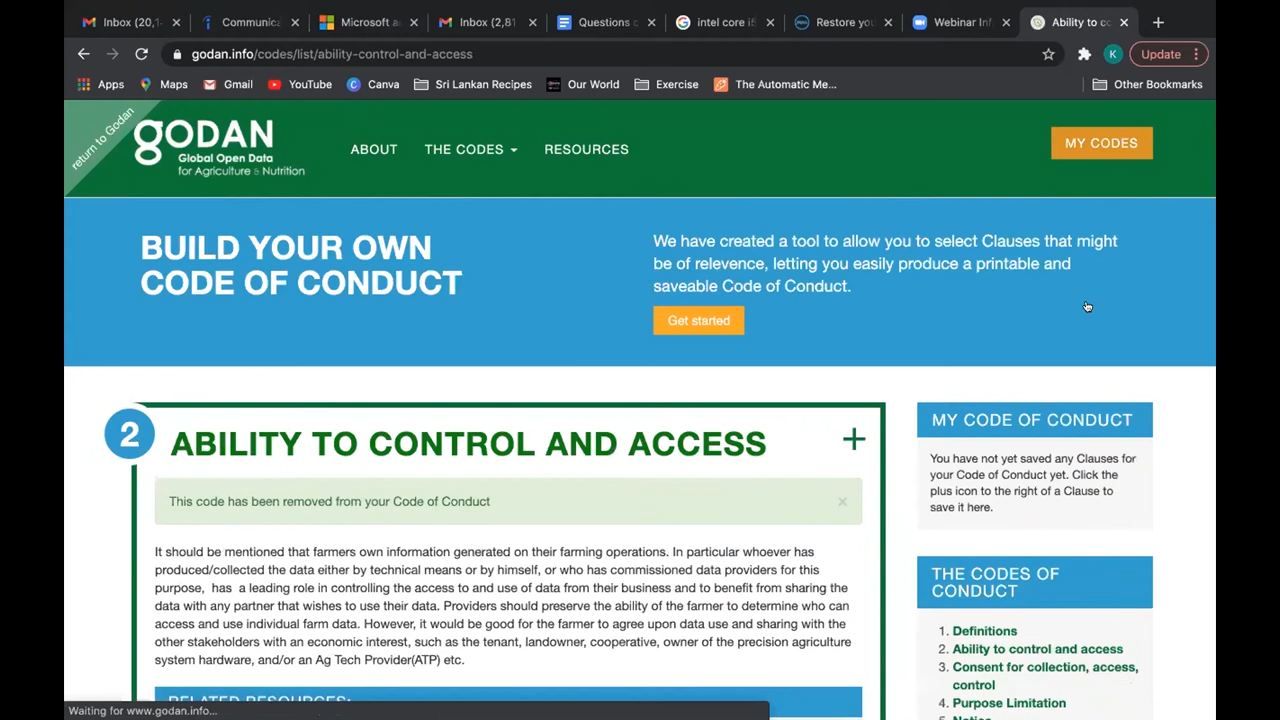 Inbox (20,1
Communica
Microsoft a
Inbox (2,81
Questions c
intel core i5
Restore you
Webinar Inf
Ability to co
godan.info/codes/list/ability-control-and-access
K
Update
Apps
Maps
Gmail
YouTube
Canva
Sri Lankan Recipes
Our World
Exercise
The Automatic Me...
Other Bookmarks
return to Godan
GODAN
Global Open Data
for Agriculture & Nutrition
ABOUT
THE CODES
RESOURCES
MY CODES
BUILD YOUR OWN
CODE OF CONDUCT
We have created a tool to allow you to select Clauses that might
be of relevence, letting you easily produce a printable and
saveable Code of Conduct.
Get started
2
ABILITY TO CONTROL AND ACCESS
This code has been removed from your Code of Conduct
It should be mentioned that farmers own information generated on their farming operations. In particular whoever has
produced/collected the data either by technical means or by himself, or who has commissioned data providers for this
purpose, has a leading role in controlling the access to and use of data from their business and to benefit from sharing the
data with any partner that wishes to use their data. Providers should preserve the ability of the farmer to determine who can
access and use individual farm data. However, it would be good for the farmer to agree upon data use and sharing with the
other stakeholders with an economic interest, such as the tenant, landowner, cooperative, owner of the precision agriculture
system hardware, and/or an Ag Tech Provider(ATP) etc.
RELATED RESOURCES:
MY CODE OF CONDUCT
You have not yet saved any Clauses for
your Code of Conduct yet. Click the
plus icon to the right of a Clause to
save it here.
THE CODES OF
CONDUCT
1. Definitions
2. Ability to control and access
3. Consent for collection, access,
control
4. Purpose Limitation
5. Notice
Waiting for www.godan.info...